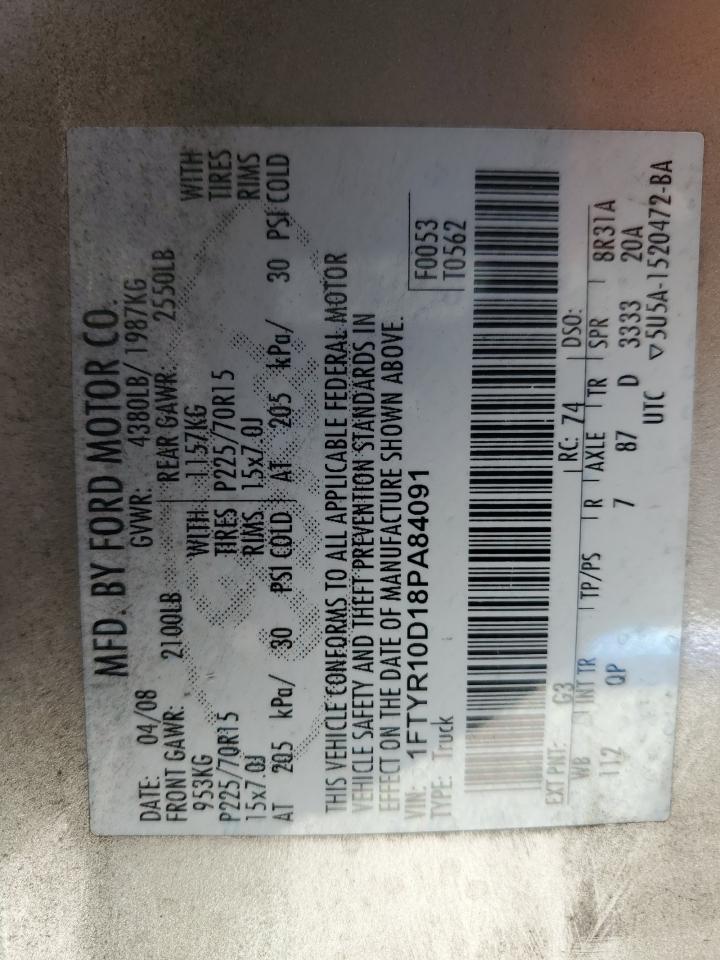 MFD. BY FORD MOTOR CO.
DATE: 04/08 GVWR: 4380LB/ 1987KG
FRONT GAWR: 2100LB REAR GAWR: 2550LB
953KG WITH 1157KG WITH
P225/70R15 TIRES P225/70R15 TIRES
15x7.0J RIMS 15x7.0J RIMS
AT 205 kPa/ 30 PSI COLD AT 205 kPa/ 30 PSI COLD
THIS VEHICLE CONFORMS TO ALL APPLICABLE FEDERAL MOTOR
VEHICLE SAFETY AND THEFT PREVENTION STANDARDS IN
EFFECT ON THE DATE OF MANUFACTURE SHOWN ABOVE.
VIN: 1FTYR10D18PA84091 F0053
TYPE: Truck T0562
EXT PNT: G3 RC: 74 DSO:
WB INT TR TP/PS R AXLE TR SPR 8R31A
112 QP 7 87 D 3333 20A
UTC ▽5U5A-1520472-BA